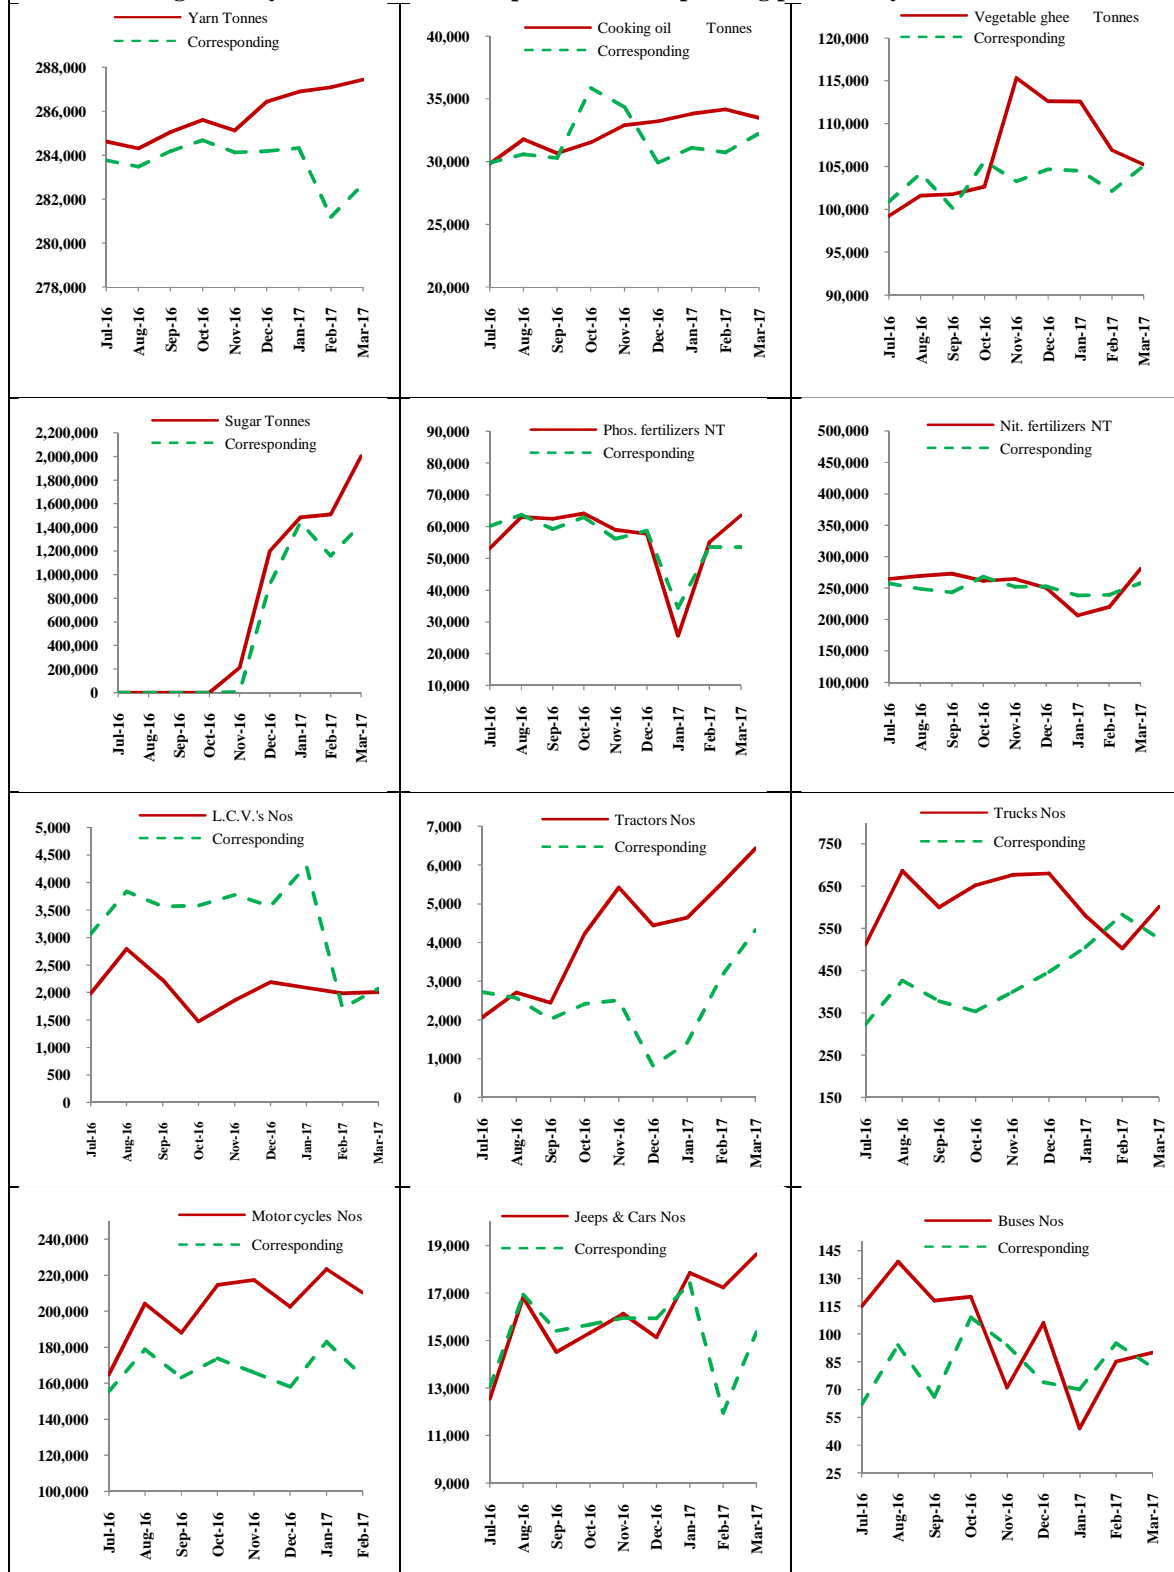 Yarn Tonnes
Corresponding
288,000
286,000
284,000
282,000
280,000
278,000
Jul-16
Aug-16
Sep-16
Oct-16
Nov-16
Dec-16
Jan-17
Feb-17
Mar-17
Cooking oil Tonnes
Corresponding
40,000
35,000
30,000
25,000
20,000
Jul-16
Aug-16
Sep-16
Oct-16
Nov-16
Dec-16
Jan-17
Feb-17
Mar-17
Vegetable ghee Tonnes
Corresponding
120,000
115,000
110,000
105,000
100,000
95,000
90,000
Jul-16
Aug-16
Sep-16
Oct-16
Nov-16
Dec-16
Jan-17
Feb-17
Mar-17
Sugar Tonnes
Corresponding
2,200,000
2,000,000
1,800,000
1,600,000
1,400,000
1,200,000
1,000,000
800,000
600,000
400,000
200,000
0
Jul-16
Aug-16
Sep-16
Oct-16
Nov-16
Dec-16
Jan-17
Feb-17
Mar-17
Phos. fertilizers NT
Corresponding
90,000
80,000
70,000
60,000
50,000
40,000
30,000
20,000
10,000
Jul-16
Aug-16
Sep-16
Oct-16
Nov-16
Dec-16
Jan-17
Feb-17
Mar-17
Nit. fertilizers NT
Corresponding
500,000
450,000
400,000
350,000
300,000
250,000
200,000
150,000
100,000
Jul-16
Aug-16
Sep-16
Oct-16
Nov-16
Dec-16
Jan-17
Feb-17
Mar-17
L.C.V.'s Nos
Corresponding
5,000
4,500
4,000
3,500
3,000
2,500
2,000
1,500
1,000
500
0
Jul-16
Aug-16
Sep-16
Oct-16
Nov-16
Dec-16
Jan-17
Feb-17
Mar-17
Tractors Nos
Corresponding
7,000
6,000
5,000
4,000
3,000
2,000
1,000
0
Jul-16
Aug-16
Sep-16
Oct-16
Nov-16
Dec-16
Jan-17
Feb-17
Mar-17
Trucks Nos
Corresponding
750
650
550
450
350
250
150
Jul-16
Aug-16
Sep-16
Oct-16
Nov-16
Dec-16
Jan-17
Feb-17
Mar-17
Motor cycles Nos
Corresponding
240,000
220,000
200,000
180,000
160,000
140,000
120,000
100,000
Jul-16
Aug-16
Sep-16
Oct-16
Nov-16
Dec-16
Jan-17
Feb-17
Jeeps & Cars Nos
Corresponding
19,000
17,000
15,000
13,000
11,000
9,000
Jul-16
Aug-16
Sep-16
Oct-16
Nov-16
Dec-16
Jan-17
Feb-17
Mar-17
Buses Nos
Corresponding
145
130
115
100
85
70
55
40
25
Jul-16
Aug-16
Sep-16
Oct-16
Nov-16
Dec-16
Jan-17
Feb-17
Mar-17